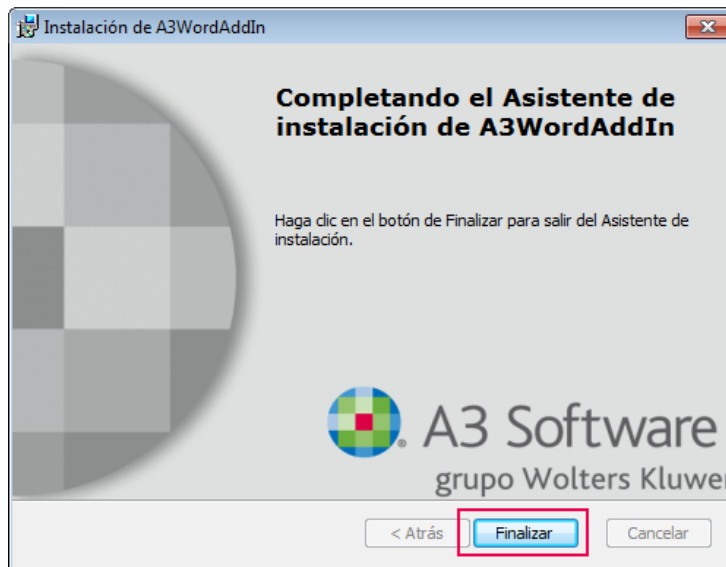 Instalación de A3WordAddIn
Completando el Asistente de
instalación de A3WordAddIn
Haga clic en el botón de Finalizar para salir del Asistente de
instalación.
A3 Software
grupo Wolters Kluwer
< Atrás
Finalizar
Cancelar